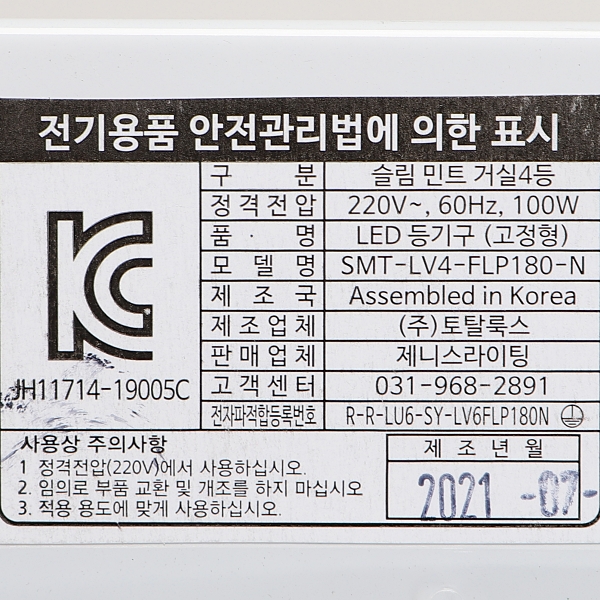 전기용품 안전관리법에 의한 표시
구 분 슬림 민트 거실4등
정격전압 220V~, 60Hz, 100W
품 · 명 LED 등기구 (고정형)
모델명 SMT-LV4-FLP180-N
제조국 Assembled in Korea
제조업체 (주)토탈룩스
판매업체 제니스라이팅
고객센터 031-968-2891
전자파적합등록번호 R-R-LU6-SY-LV6FLP180N
KC
JH11714-19005C
사용상 주의사항
1 정격전압(220V)에서 사용하십시오.
2. 임의로 부품 교환 및 개조를 하지 마십시오
3. 적용 용도에 맞게 사용하십시오.
제 조 년 월
2021 -07-